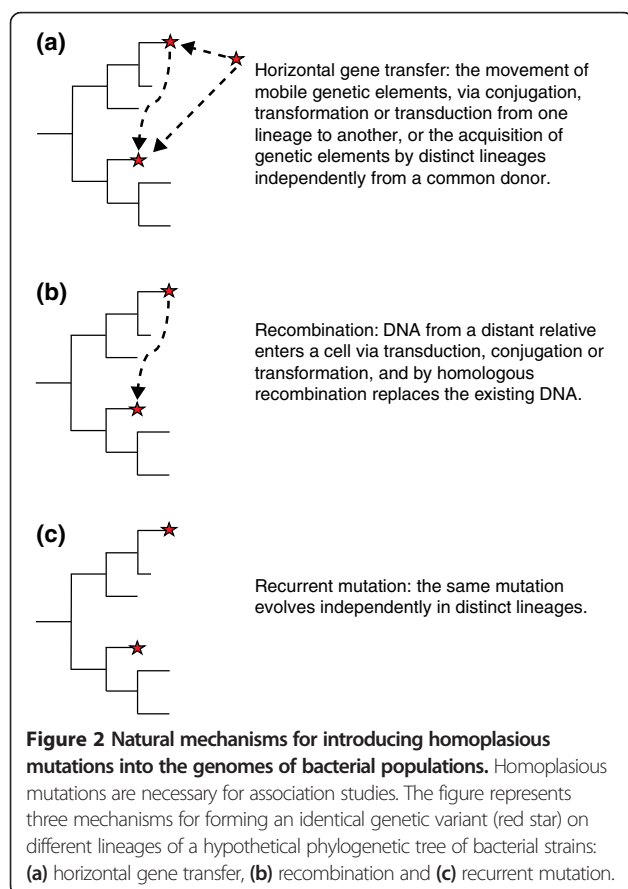 (a)
Horizontal gene transfer: the movement of
mobile genetic elements, via conjugation,
transformation or transduction from one
lineage to another, or the acquisition of
genetic elements by distinct lineages
independently from a common donor.
(b)
Recombination: DNA from a distant relative
enters a cell via transduction, conjugation or
transformation, and by homologous
recombination replaces the existing DNA.
(c)
Recurrent mutation: the same mutation
evolves independently in distinct lineages.
Figure 2 Natural mechanisms for introducing homoplasious
mutations into the genomes of bacterial populations. Homoplasious
mutations are necessary for association studies. The figure represents
three mechanisms for forming an identical genetic variant (red star) on
different lineages of a hypothetical phylogenetic tree of bacterial strains:
(a) horizontal gene transfer, (b) recombination and (c) recurrent mutation.